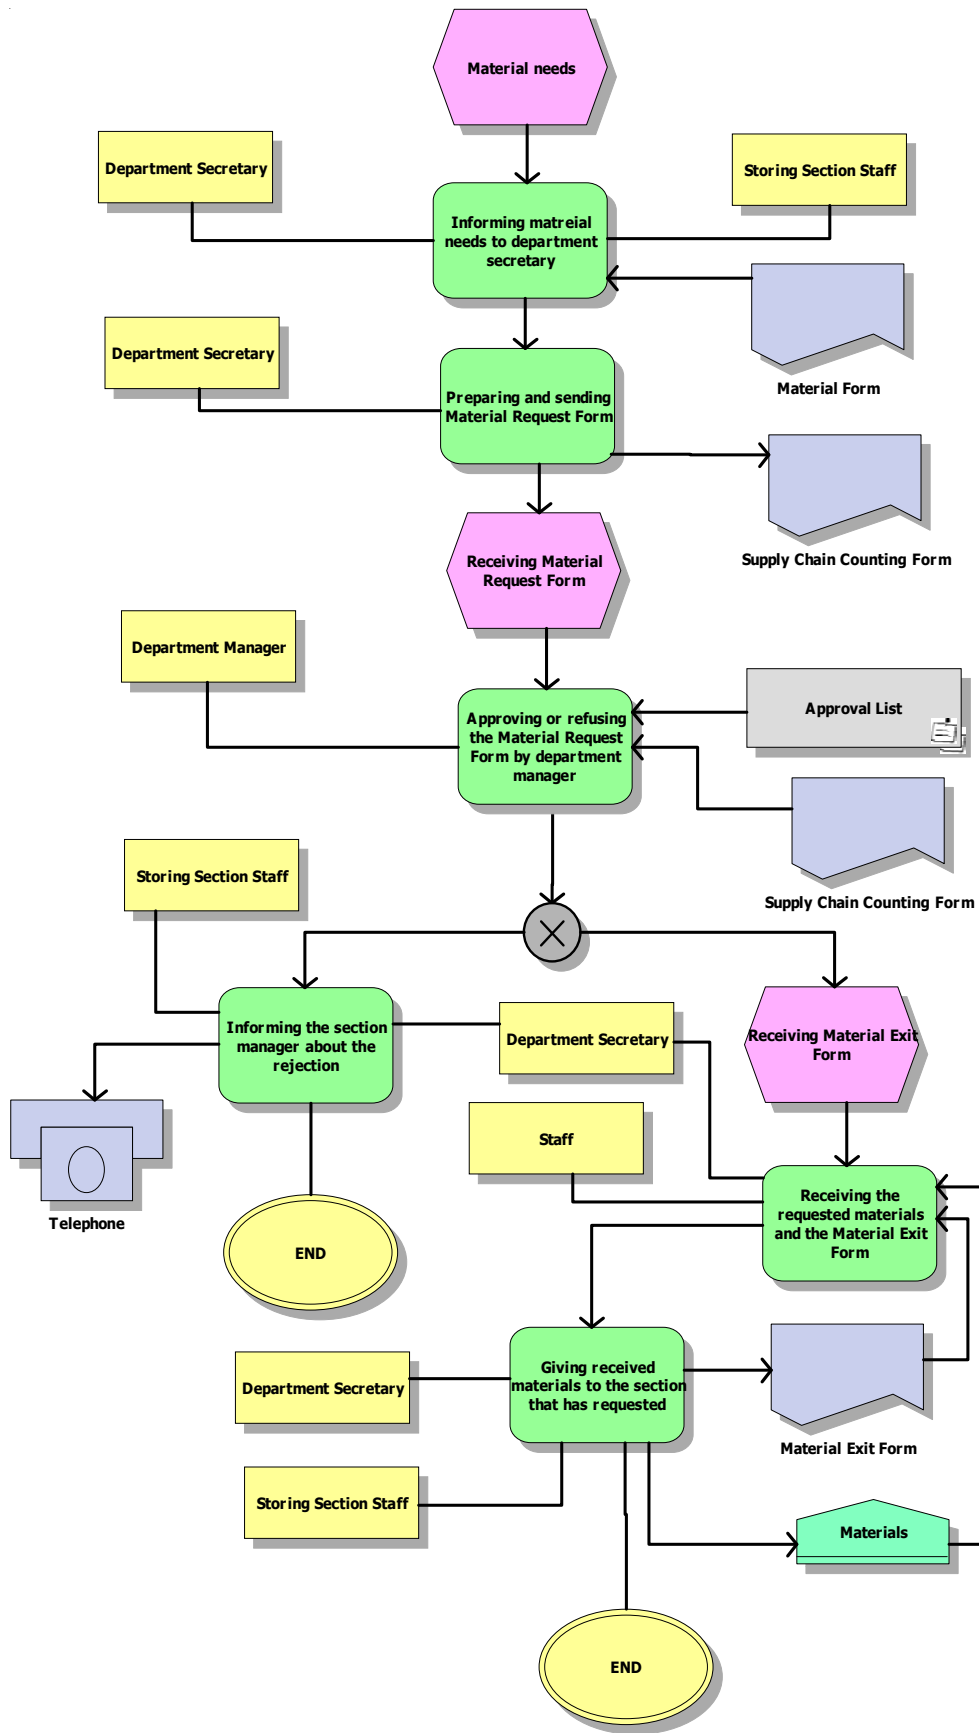 Material needs
Department Secretary
Storing Section Staff
Informing matreial
needs to department
secretary
Material Form
Department Secretary
Preparing and sending
Material Request Form
Supply Chain Counting Form
Receiving Material
Request Form
Department Manager
Approving or refusing
the Material Request
Form by department
manager
Approval List
Supply Chain Counting Form
Storing Section Staff
Informing the section
manager about the
rejection
Department Secretary
Receiving Material Exit
Form
Staff
Telephone
Receiving the
requested materials
and the Material Exit
Form
END
Giving received
materials to the section
that has requested
Department Secretary
Material Exit Form
Storing Section Staff
Materials
END